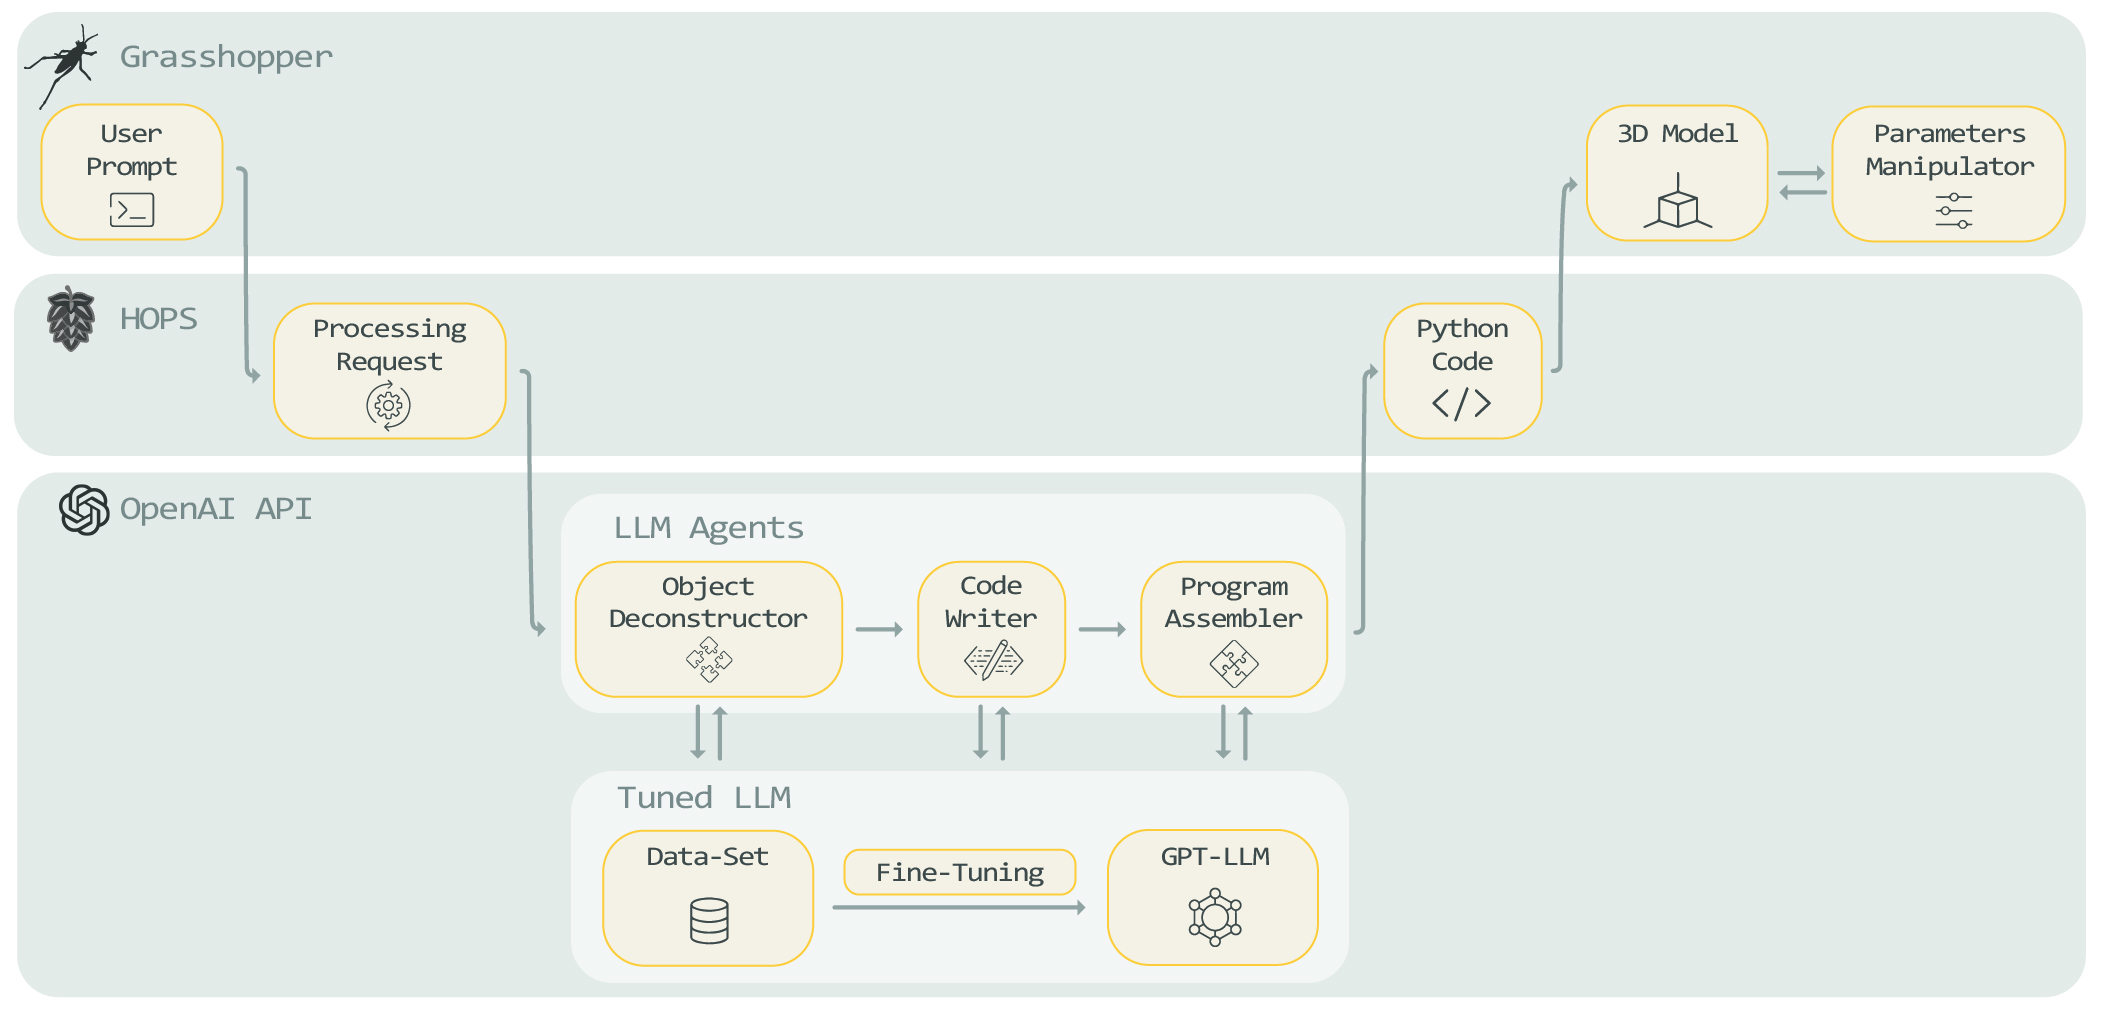 Grasshopper
User
Prompt
3D Model
Parameters
Manipulator
HOPS
Processing
Request
Python
Code
OpenAI API
LLM Agents
Object
Deconstructor
Code
Writer
Program
Assembler
Tuned LLM
Data-Set
Fine-Tuning
GPT-LLM